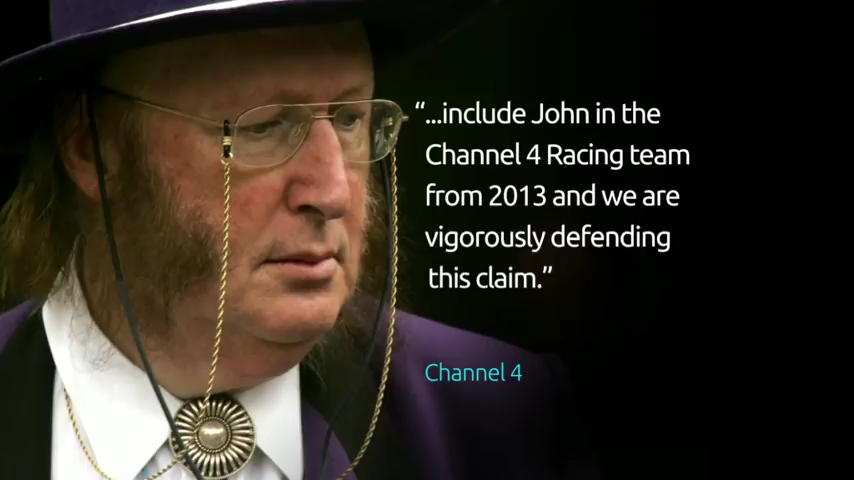 “...include John in the
Channel 4 Racing team
from 2013 and we are
vigorously defending
this claim.”
Channel 4